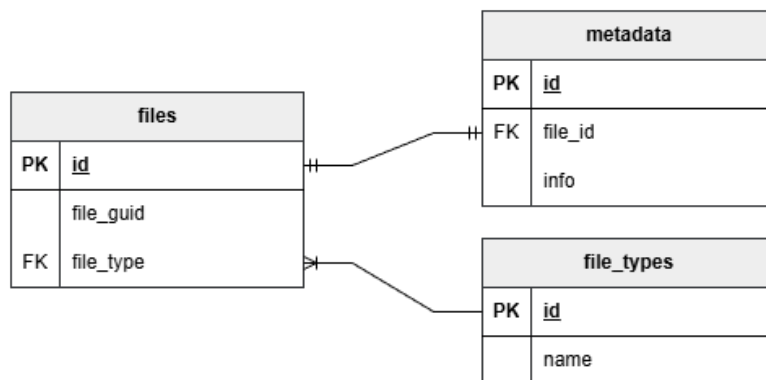 files
PK id
file_guid
FK file_type
metadata
PK id
FK file_id
info
file_types
PK id
name